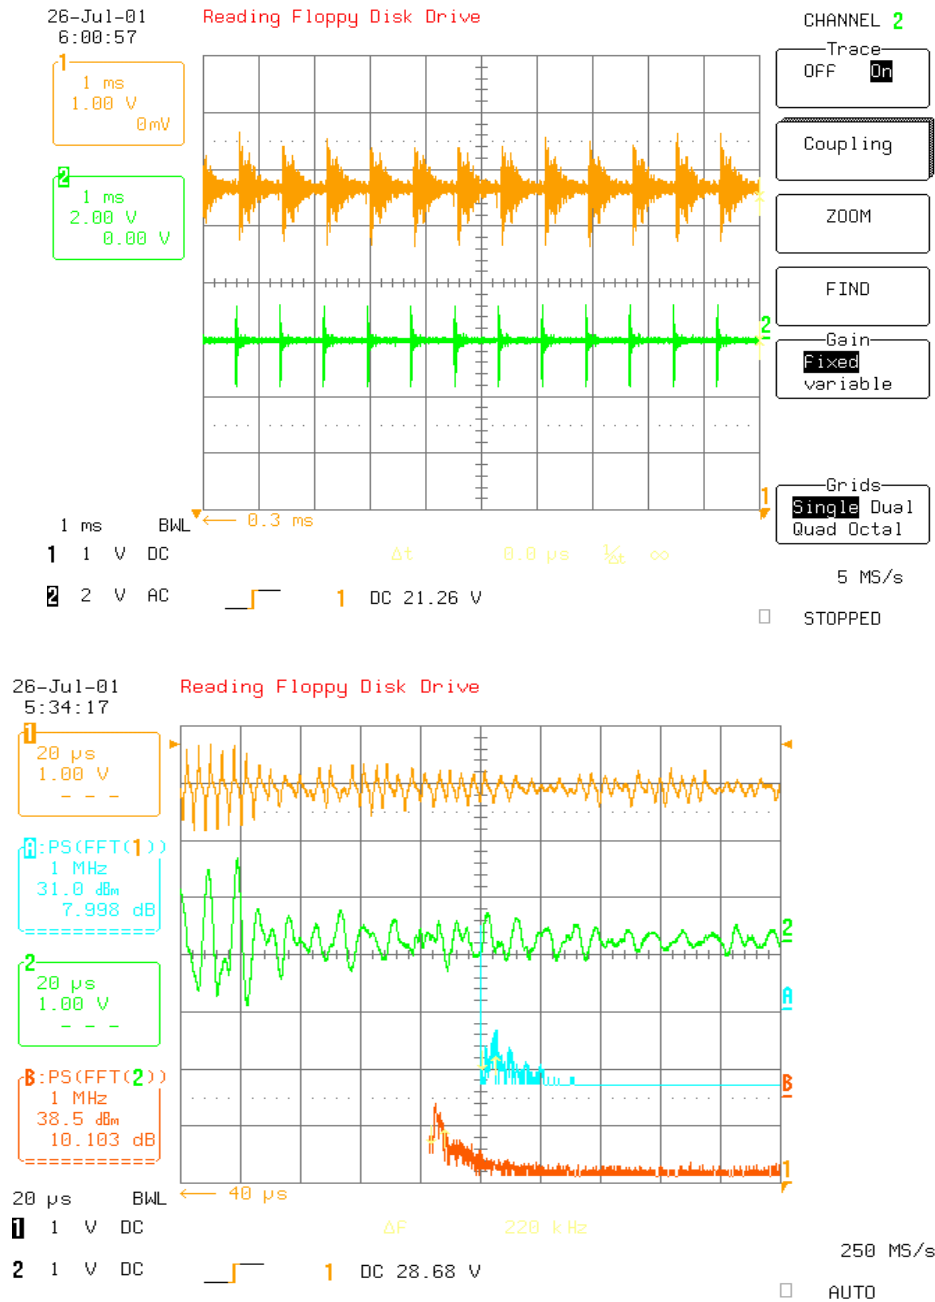 26-Jul-01
6:00:57
Reading Floppy Disk Drive
CHANNEL 2
1
1 ms
1.00 V
0mV
2
1 ms
2.00 V
0.00 V
Trace
OFF On
Coupling
ZOOM
FIND
2
Gain
Fixed
variable
Grids
Single Dual
Quad Octal
1
← 0.3 ms
1 ms BWL
1 1 V DC
Δt 0.0 µs 1/Δt ∞
2 2 V AC
1 DC 21.26 V
5 MS/s
STOPPED
26-Jul-01
5:34:17
Reading Floppy Disk Drive
1
20 µs
1.00 V
- - -
A:PS(FFT(1))
1 MHz
31.0 dBm
7.998 dB
2
20 µs
1.00 V
- - -
B:PS(FFT(2))
1 MHz
38.5 dBm
10.103 dB
2
A
B
1
← 40 µs
20 µs BWL
1 1 V DC
ΔF 220 kHz
2 1 V DC
1 DC 28.68 V
250 MS/s
AUTO